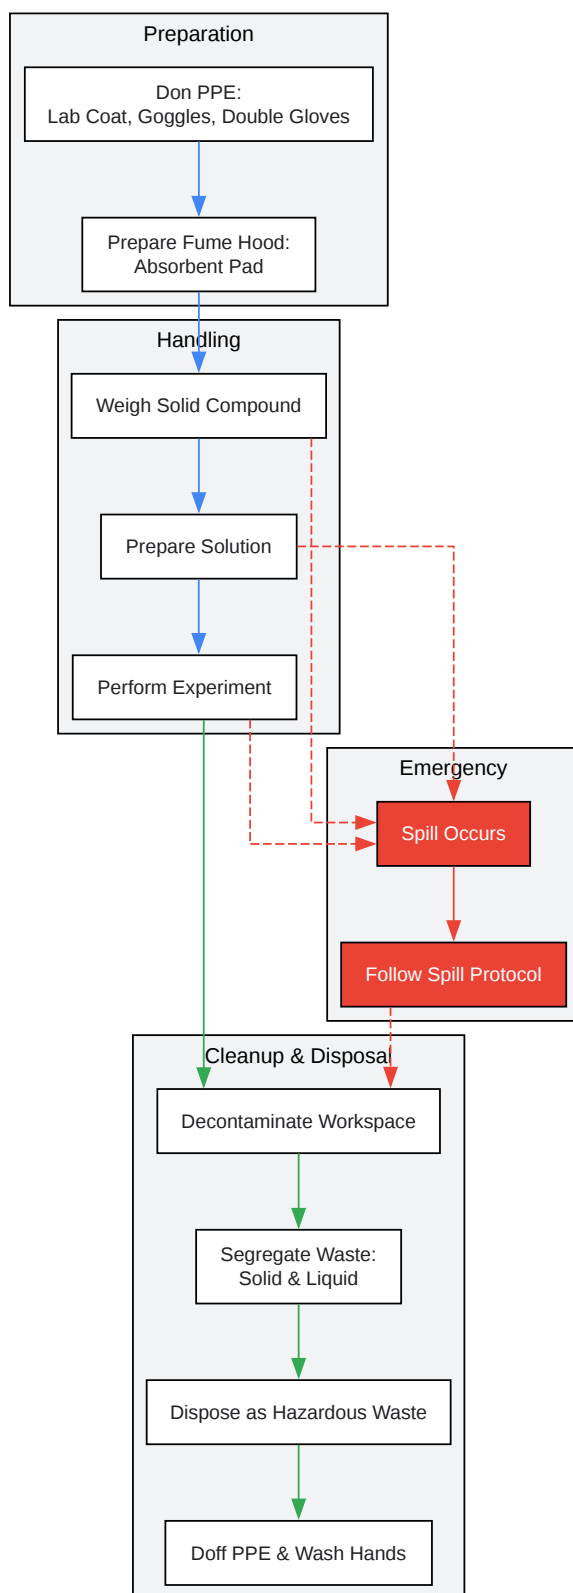 Preparation
Don PPE:
Lab Coat, Goggles, Double Gloves
Prepare Fume Hood:
Absorbent Pad
Handling
Weigh Solid Compound
Prepare Solution
Perform Experiment
Emergency
Spill Occurs
Follow Spill Protocol
Cleanup & Disposal
Decontaminate Workspace
Segregate Waste:
Solid & Liquid
Dispose as Hazardous Waste
Doff PPE & Wash Hands